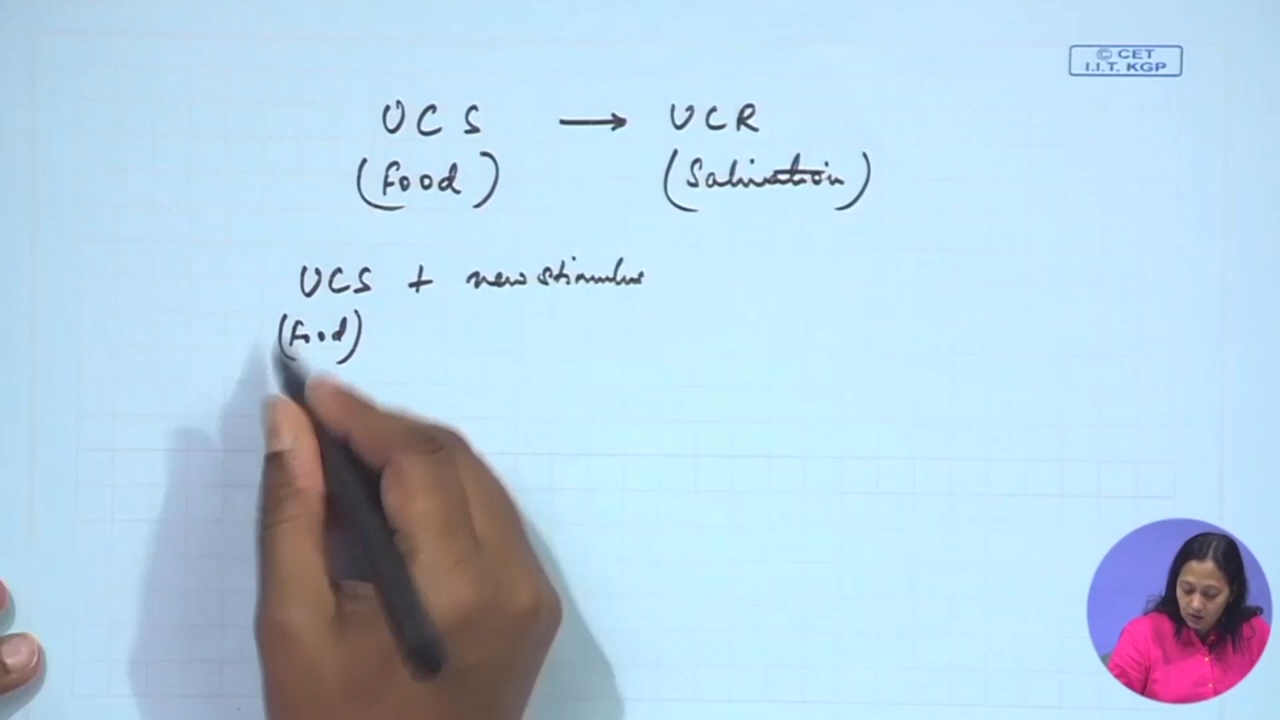 © CET
I.I.T. KGP
UCS → UCR
(Food) (Salivation)
UCS + new stimulus
(Food)